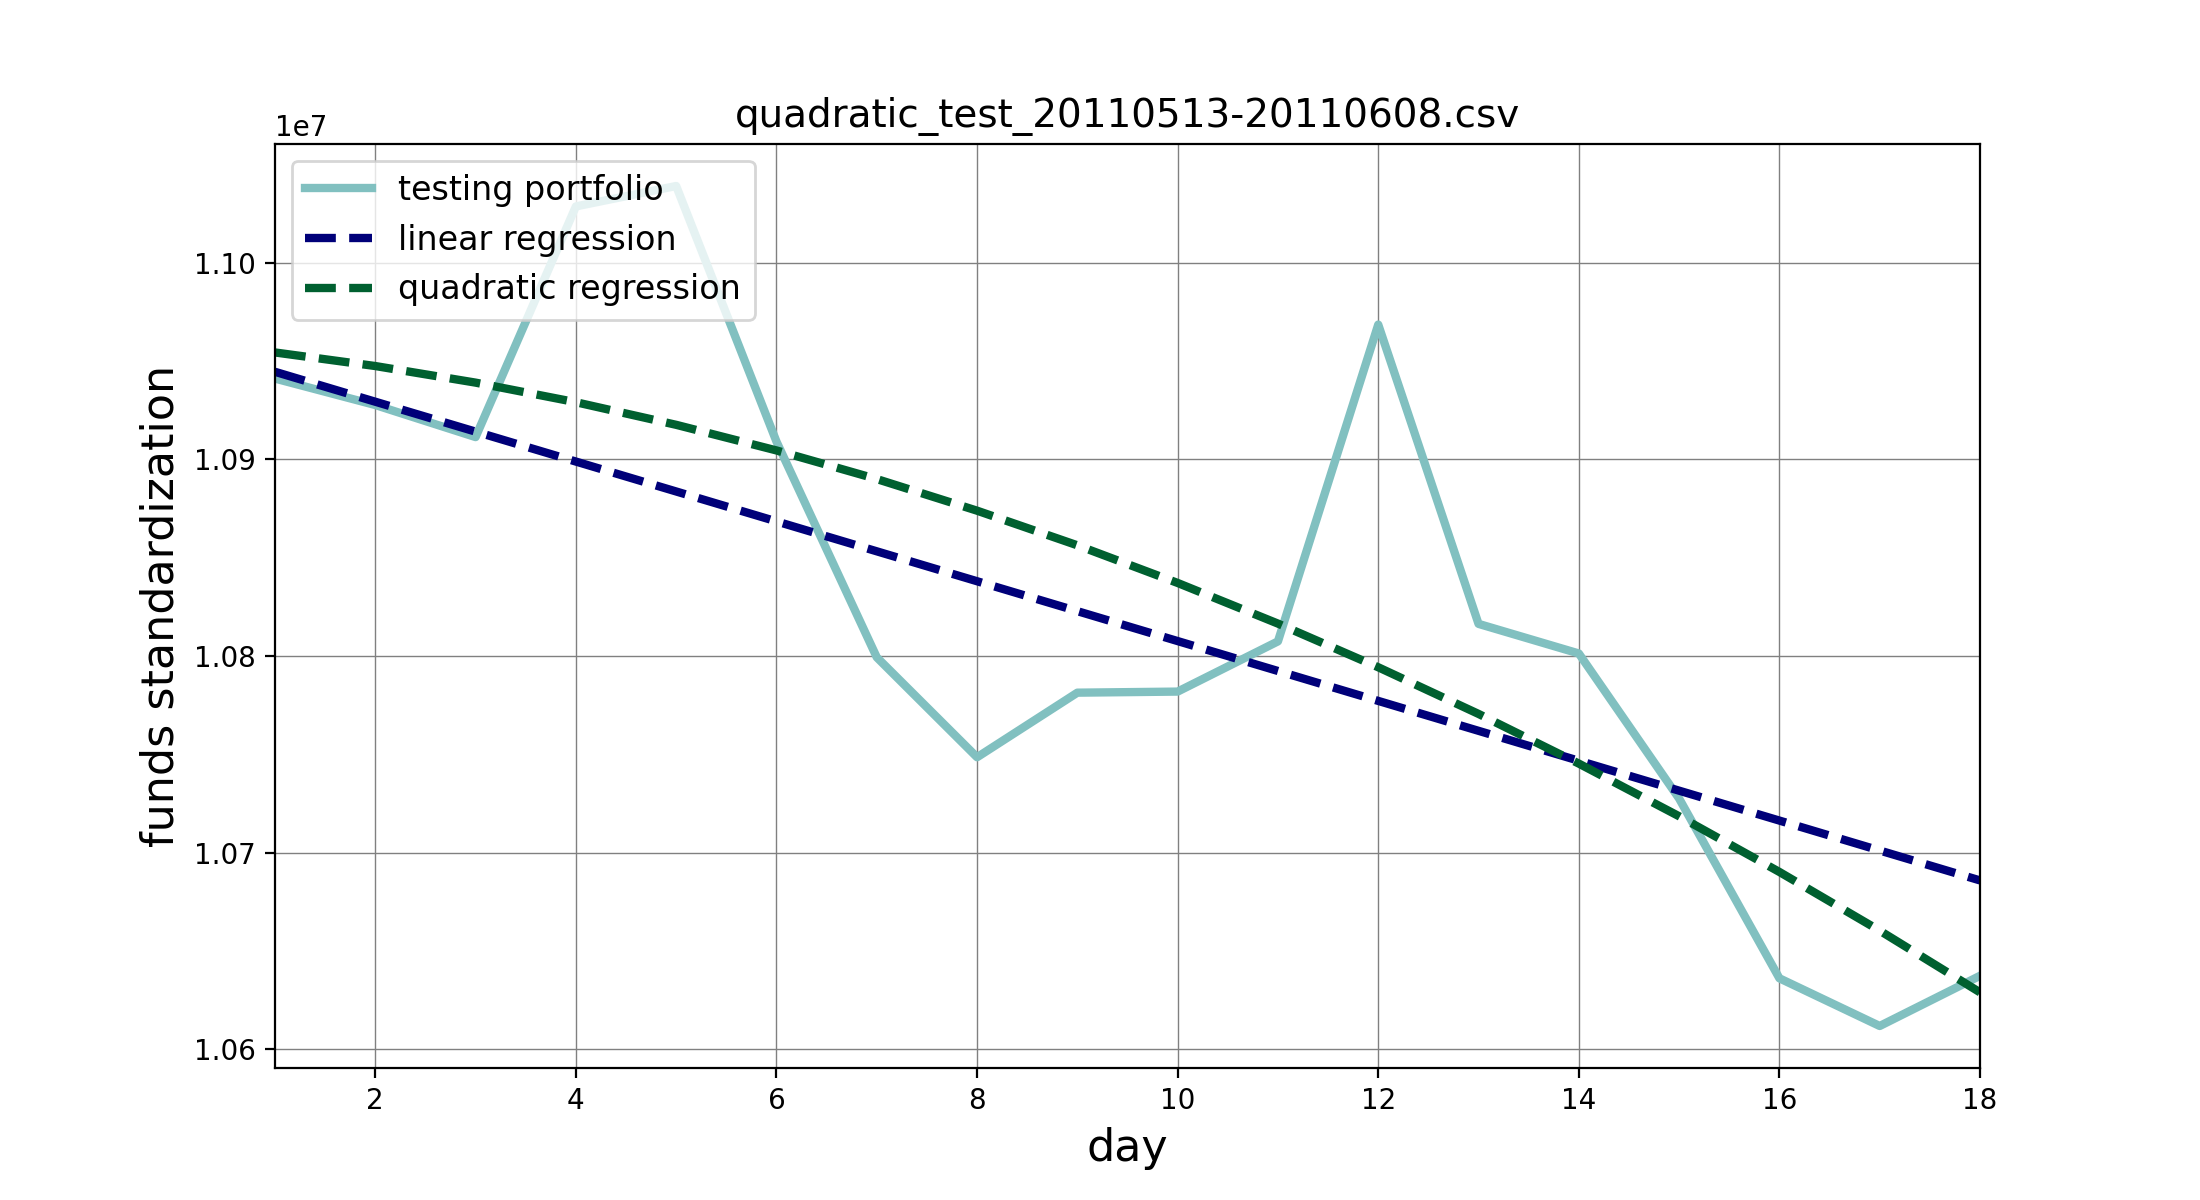 quadratic_test_20110513-20110608.csv
1e7
testing portfolio
linear regression
quadratic regression
funds standardization
1.10
1.09
1.08
1.07
1.06
2 4 6 8 10 12 14 16 18
day